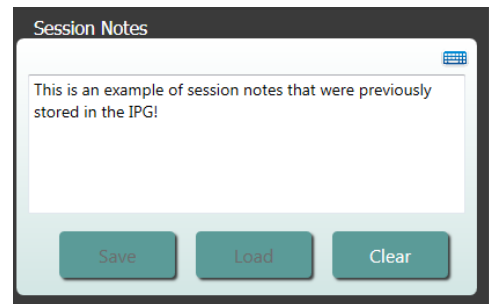 Session Notes
This is an example of session notes that were previously
stored in the IPG!
Save Load Clear